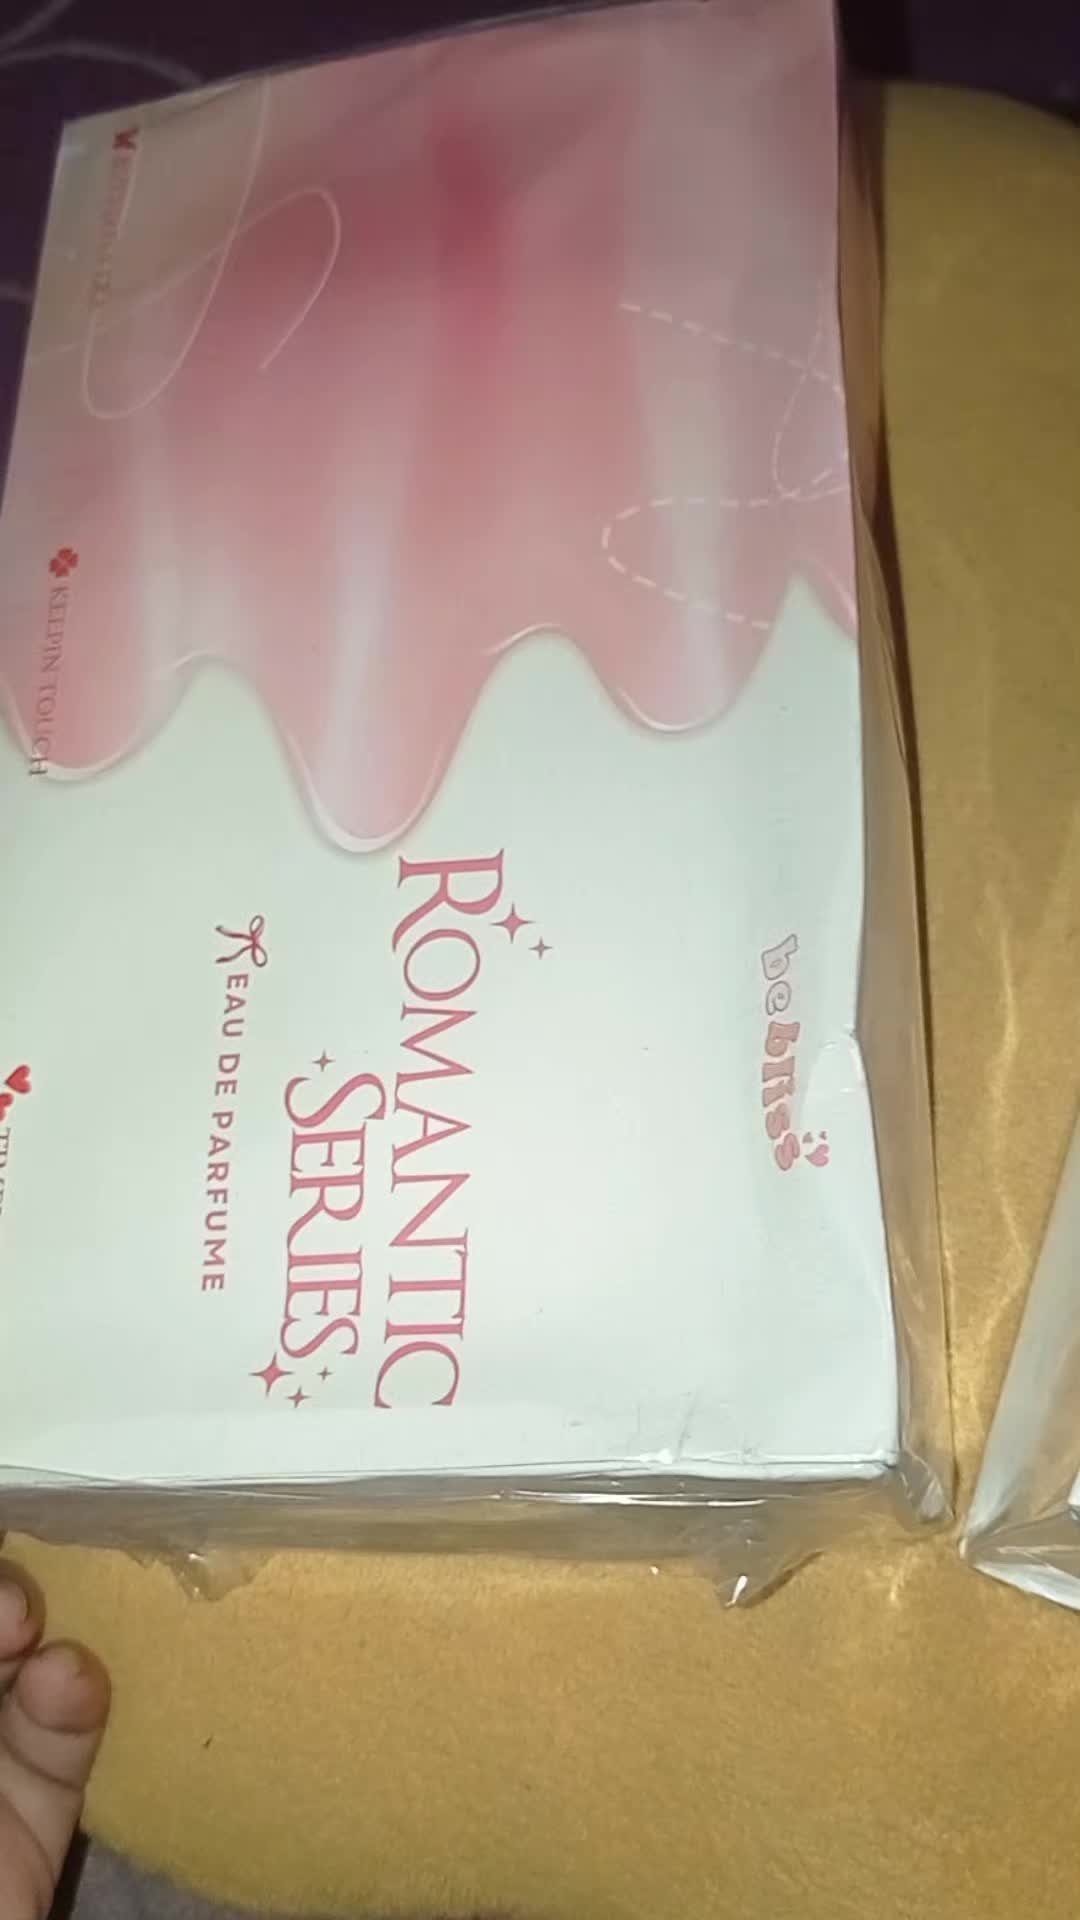 bebliss
ROMANTIC
SERIES
EAU DE PARFUME
KEEPIN TOUCH